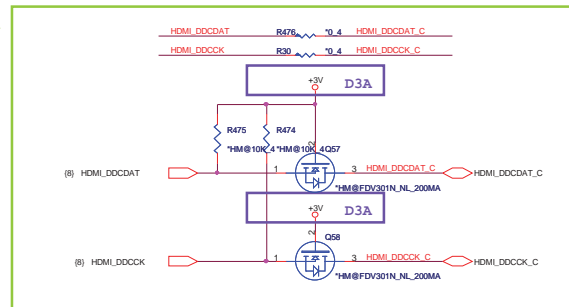 HDMI_DDCDAT R476 *0_4 HDMI_DDCDAT_C
HDMI_DDCCK R30 *0_4 HDMI_DDCCK_C
+3V D3A
R475 R474
*HM@10K_4 *HM@10K_4 Q57
2
{8} HDMI_DDCDAT 1 3 HDMI_DDCDAT_C HDMI_DDCDAT_C
*HM@FDV301N_NL_200MA
+3V D3A
2
Q58
{8} HDMI_DDCCK 1 3 HDMI_DDCCK_C HDMI_DDCCK_C
*HM@FDV301N_NL_200MA